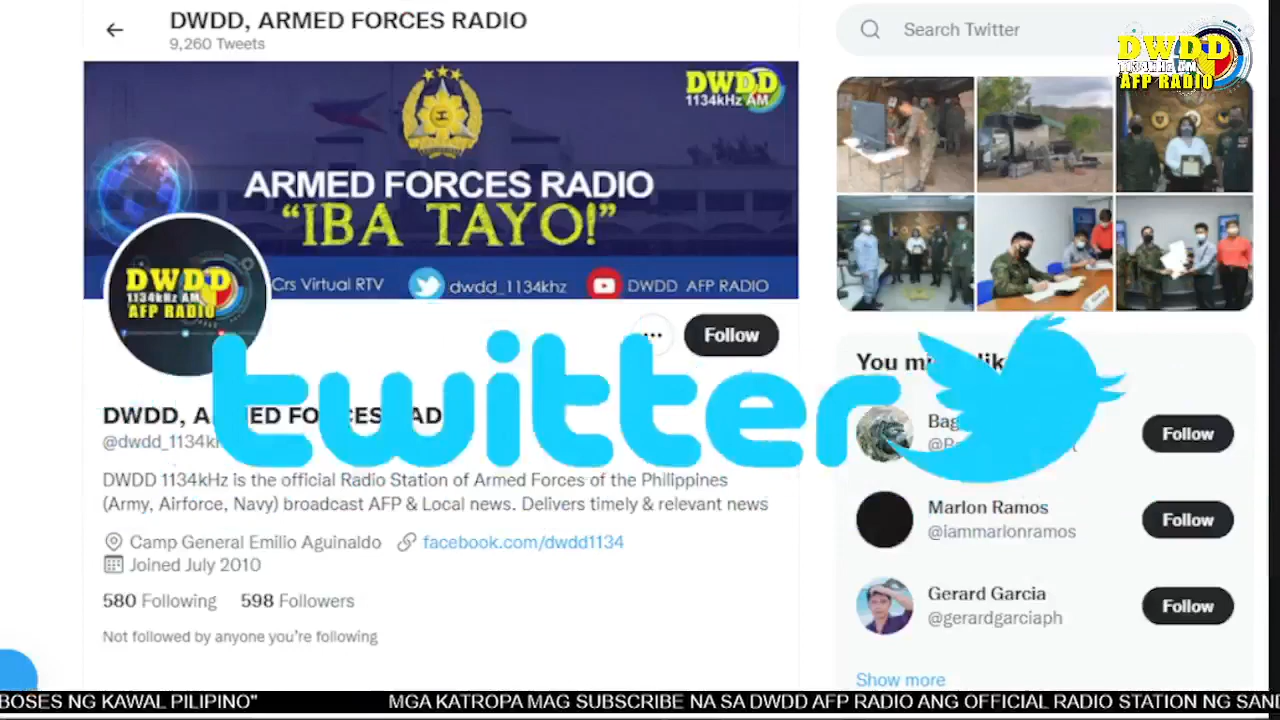 DWDD, ARMED FORCES RADIO
9,260 Tweets
Search Twitter
DWDD
1134kHz AM
AFP RADIO
DWDD
1134kHz AM
ARMED FORCES RADIO
“IBA TAYO!”
Crs Virtual RTV
dwdd_1134khz
DWDD AFP RADIO
DWDD
1134kHz AM
AFP RADIO
Follow
twitter
DWDD, ARMED FORCES RAD
@dwdd_1134k
DWDD 1134kHz is the official Radio Station of Armed Forces of the Philippines
(Army, Airforce, Navy) broadcast AFP & Local news. Delivers timely & relevant news
Camp General Emilio Aguinaldo
facebook.com/dwdd1134
Joined July 2010
580 Following
598 Followers
Not followed by anyone you’re following
You might like
Follow
Marlon Ramos
@iammarlonramos
Follow
Gerard Garcia
@gerardgarciaph
Follow
Show more
BOSES NG KAWAL PILIPINO"
MGA KATROPA MAG SUBSCRIBE NA SA DWDD AFP RADIO ANG OFFICIAL RADIO STATION NG SAN